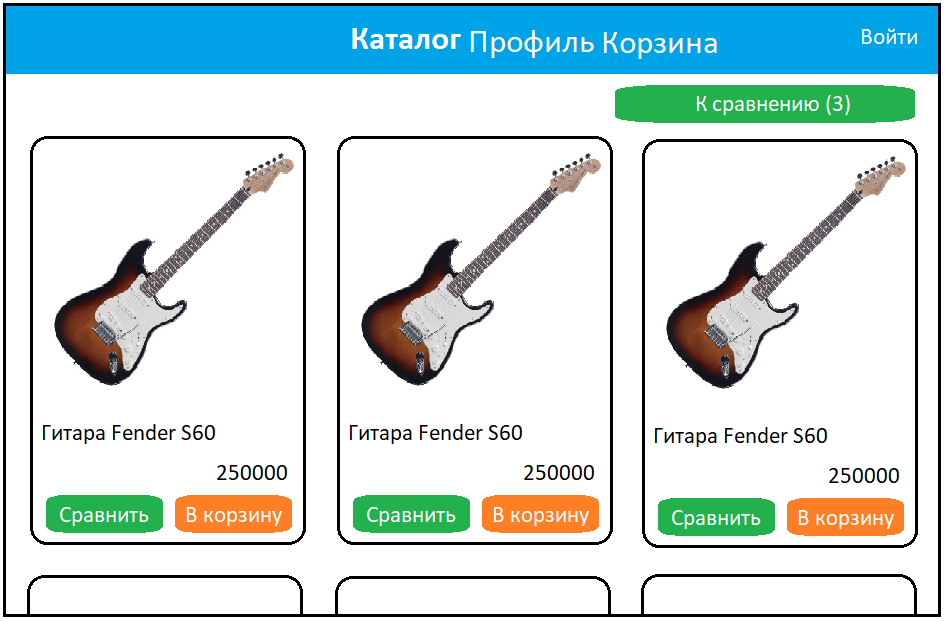 Каталог Профиль Корзина Войти
К сравнению (3)
Гитара Fender S60 Гитара Fender S60 Гитара Fender S60
250000 250000 250000
Сравнить В корзину Сравнить В корзину Сравнить В корзину